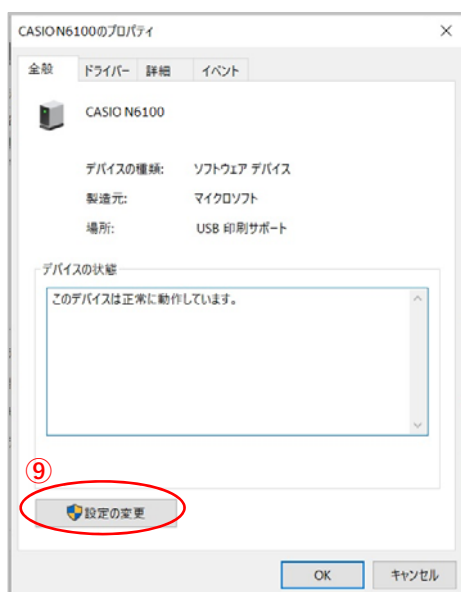 CASIO N6100のプロパティ
全般 ドライバー 詳細 イベント
CASIO N6100
デバイスの種類: ソフトウェア デバイス
製造元: マイクロソフト
場所: USB 印刷サポート
デバイスの状態
このデバイスは正常に動作しています。
⑨
設定の変更
OK キャンセル